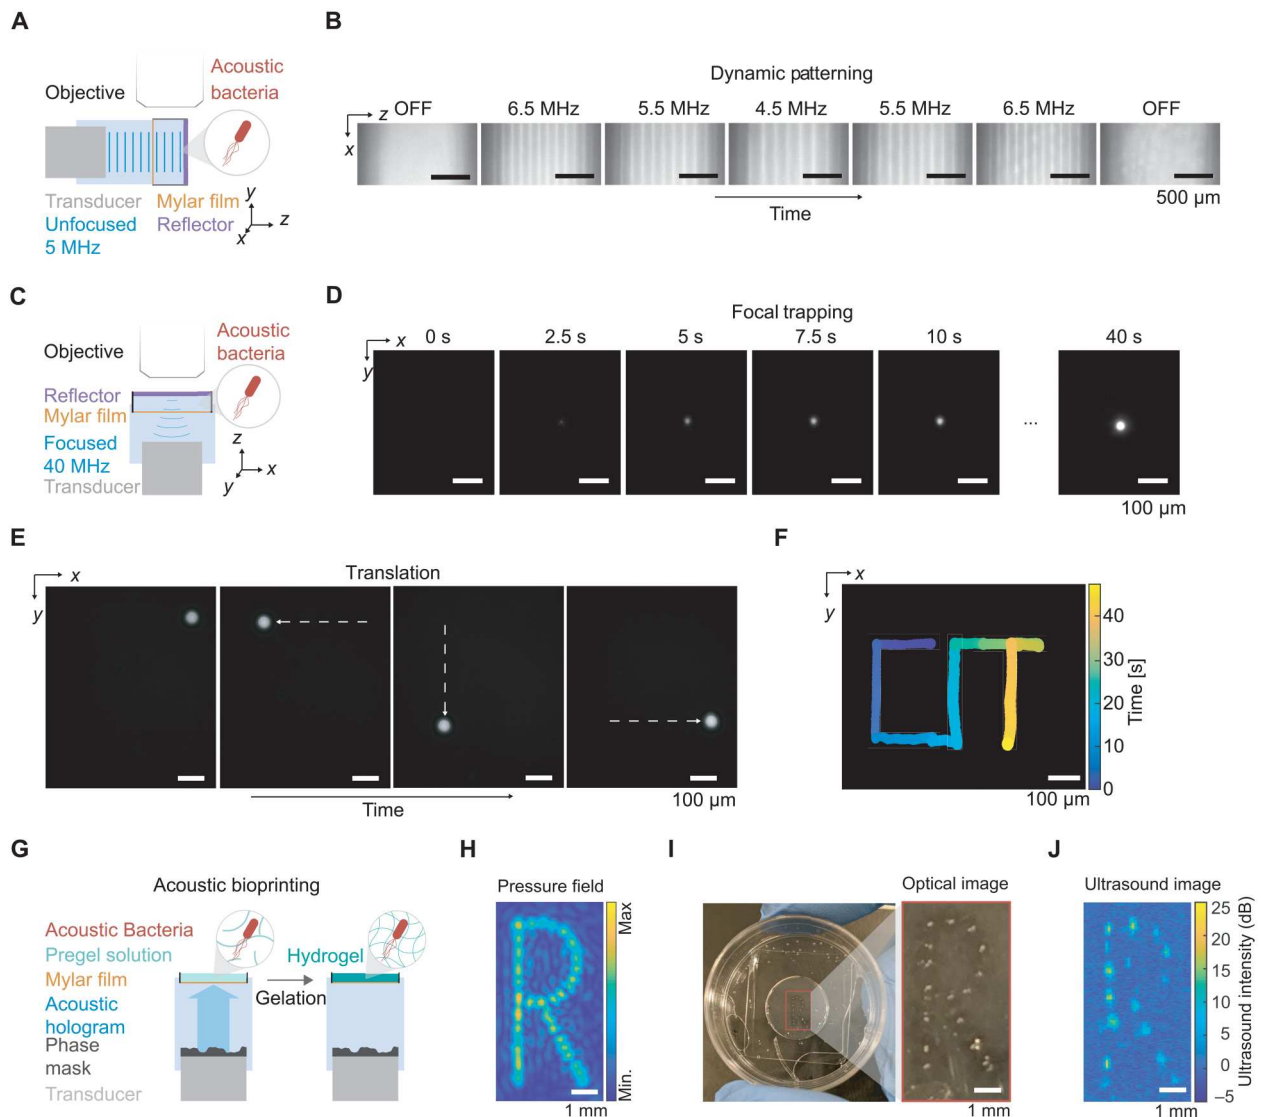 A
Objective
Acoustic
bacteria
Transducer
Mylar film
Unfocused
Reflector
5 MHz
y
z
x
B
Dynamic patterning
z
x
OFF
6.5 MHz
5.5 MHz
4.5 MHz
5.5 MHz
6.5 MHz
OFF
Time
500 µm
C
Objective
Acoustic
bacteria
Reflector
Mylar film
Focused
40 MHz
Transducer
z
x
y
D
Focal trapping
x
y
0 s
2.5 s
5 s
7.5 s
10 s
...
40 s
100 µm
E
Translation
x
y
Time
100 µm
F
x
y
40
30
20
10
0
Time [s]
100 µm
G
Acoustic bioprinting
Acoustic Bacteria
Pregel solution
Mylar film
Acoustic
hologram
Phase
mask
Transducer
Hydrogel
Gelation
H
Pressure field
Max
Min.
1 mm
I
Optical image
1 mm
J
Ultrasound image
25
20
15
10
5
0
–5
Ultrasound intensity (dB)
1 mm